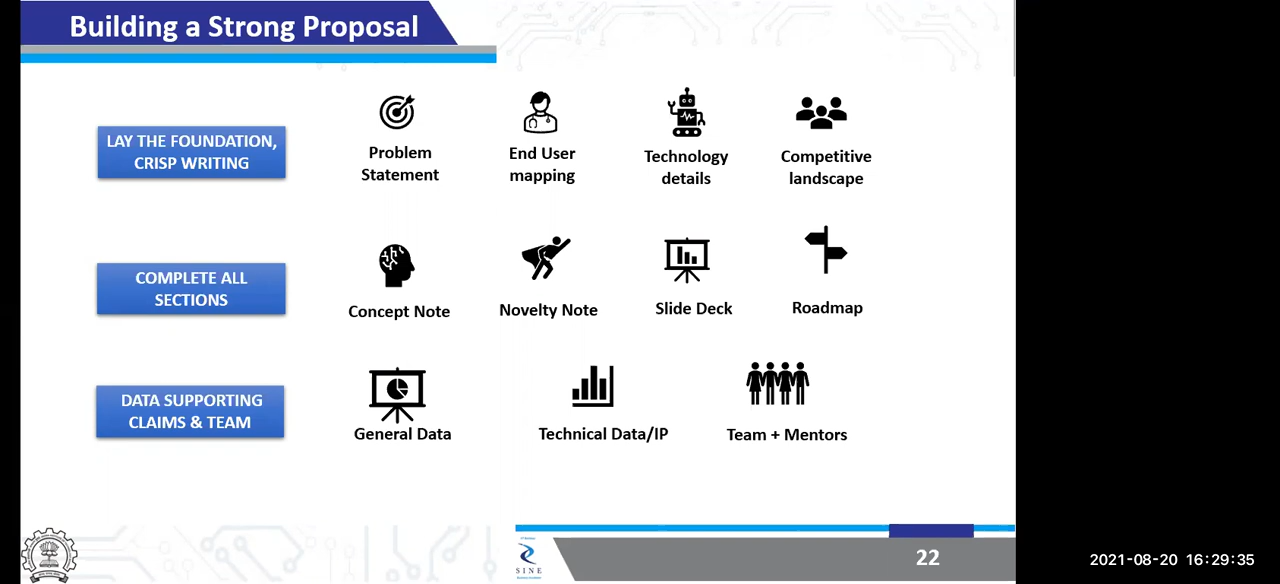 Building a Strong Proposal
LAY THE FOUNDATION,
CRISP WRITING
Problem
Statement
End User
mapping
Technology
details
Competitive
landscape
COMPLETE ALL
SECTIONS
Concept Note
Novelty Note
Slide Deck
Roadmap
DATA SUPPORTING
CLAIMS & TEAM
General Data
Technical Data/IP
Team + Mentors
SINE
22
2021-08-20 16:29:35